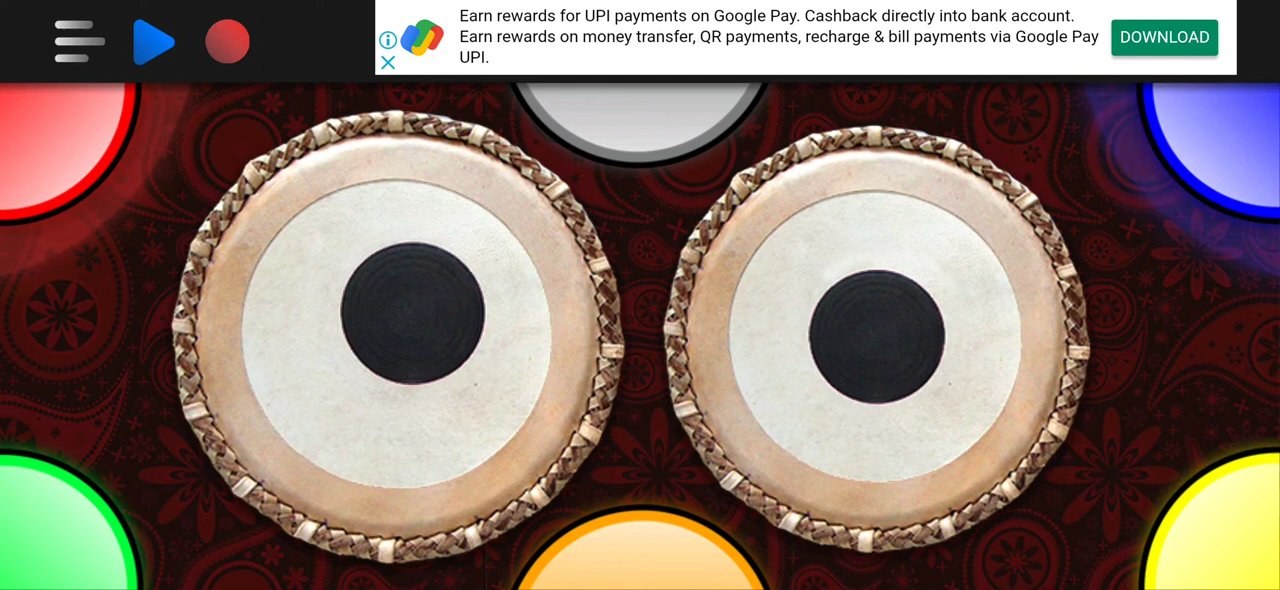 Earn rewards for UPI payments on Google Pay. Cashback directly into bank account.
Earn rewards on money transfer, QR payments, recharge & bill payments via Google Pay
UPI.
DOWNLOAD